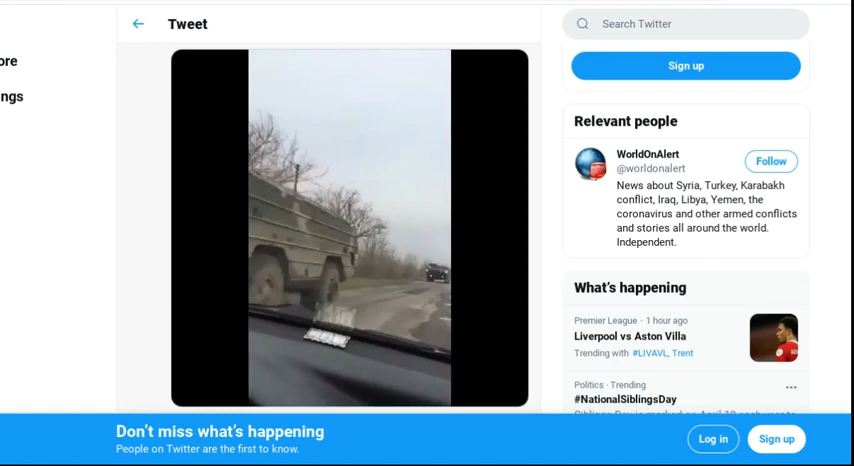 Tweet
Search Twitter
ore
ngs
Sign up
Relevant people
WorldOnAlert
@worldonalert
Follow
News about Syria, Turkey, Karabakh
conflict, Iraq, Libya, Yemen, the
coronavirus and other armed conflicts
and stories all around the world.
Independent.
What's happening
Premier League · 1 hour ago
Liverpool vs Aston Villa
Trending with #LIVAVL, Trent
Politics · Trending
#NationalSiblingsDay
Don't miss what's happening
People on Twitter are the first to know.
Log in
Sign up